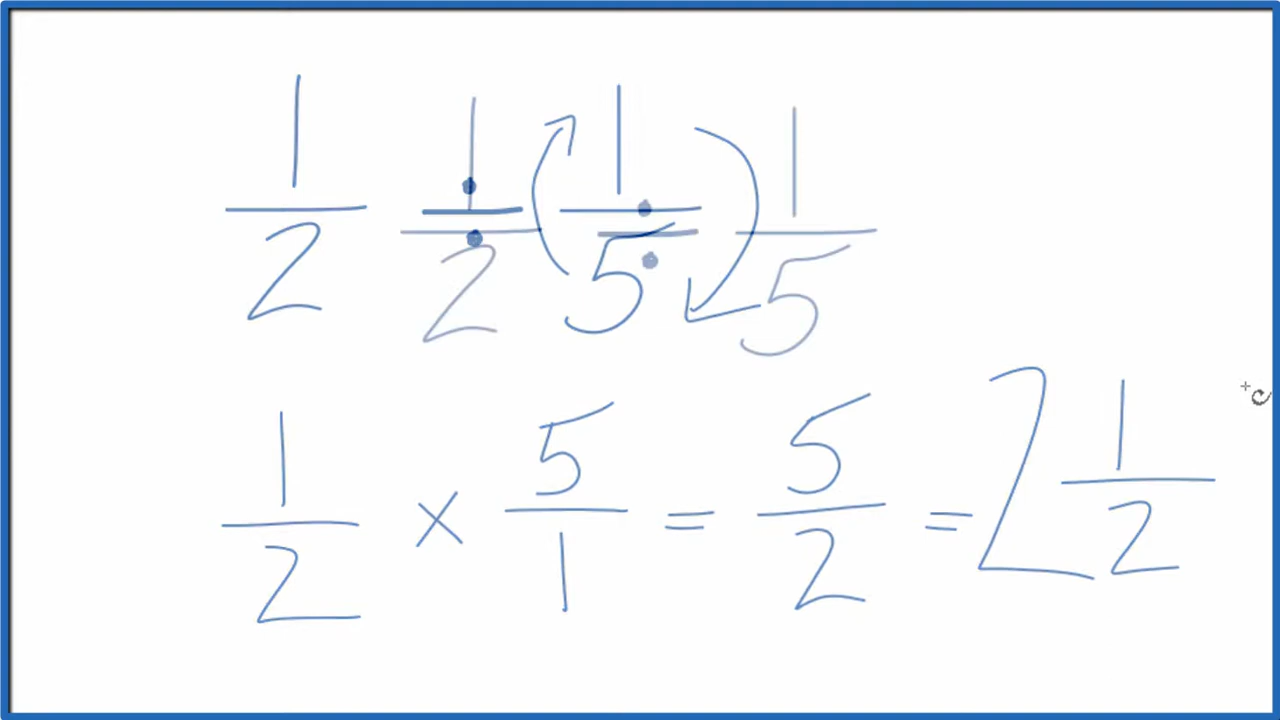 1/2 ÷ 1/2 1/5 ÷ 1/5
1/2 × 5/1 = 5/2 = 2 1/2